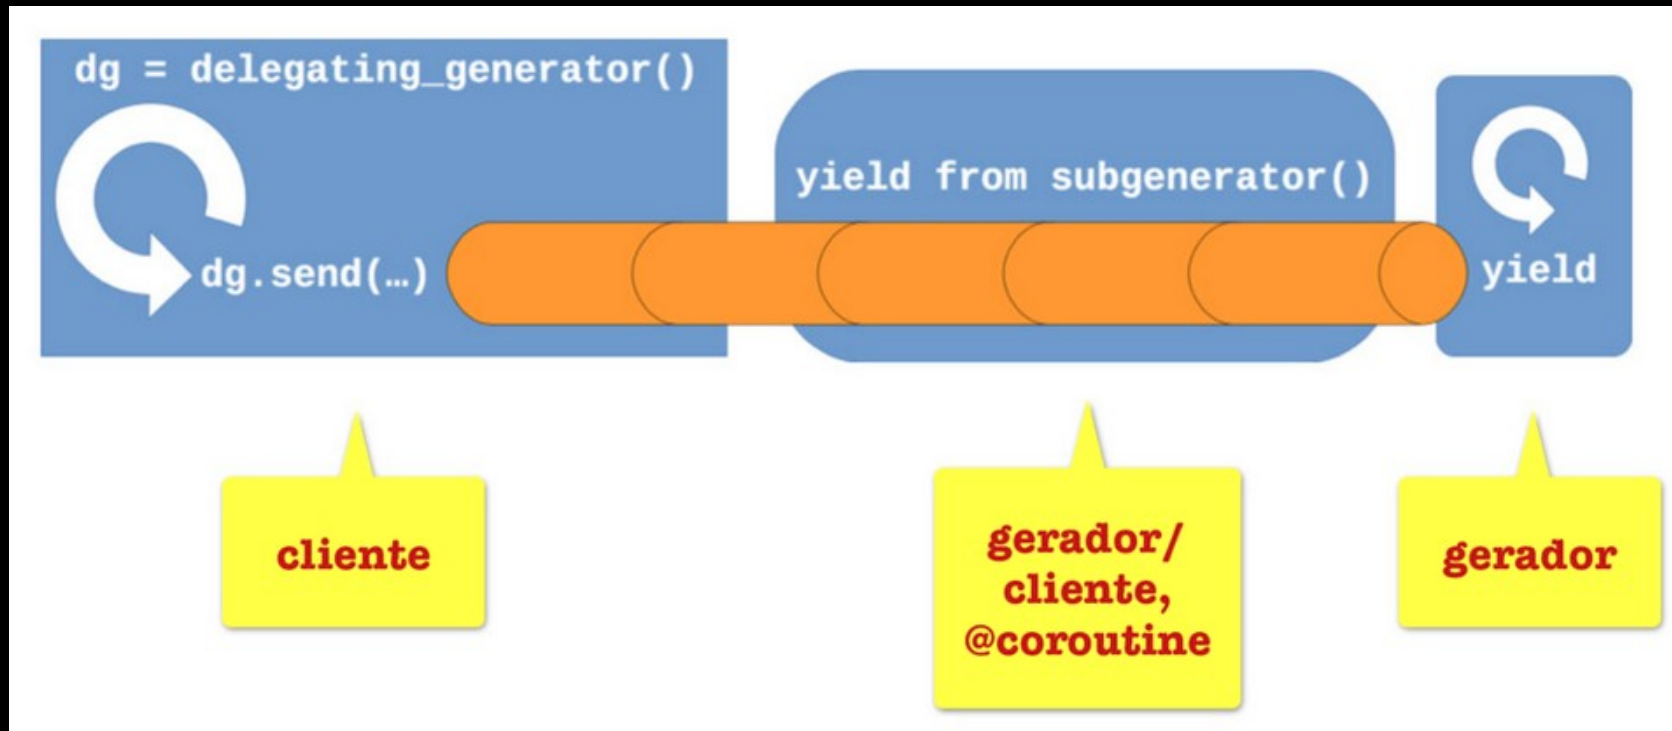 dg = delegating_generator()
yield from subgenerator()
dg.send(…)
yield
cliente
gerador/
cliente,
@coroutine
gerador